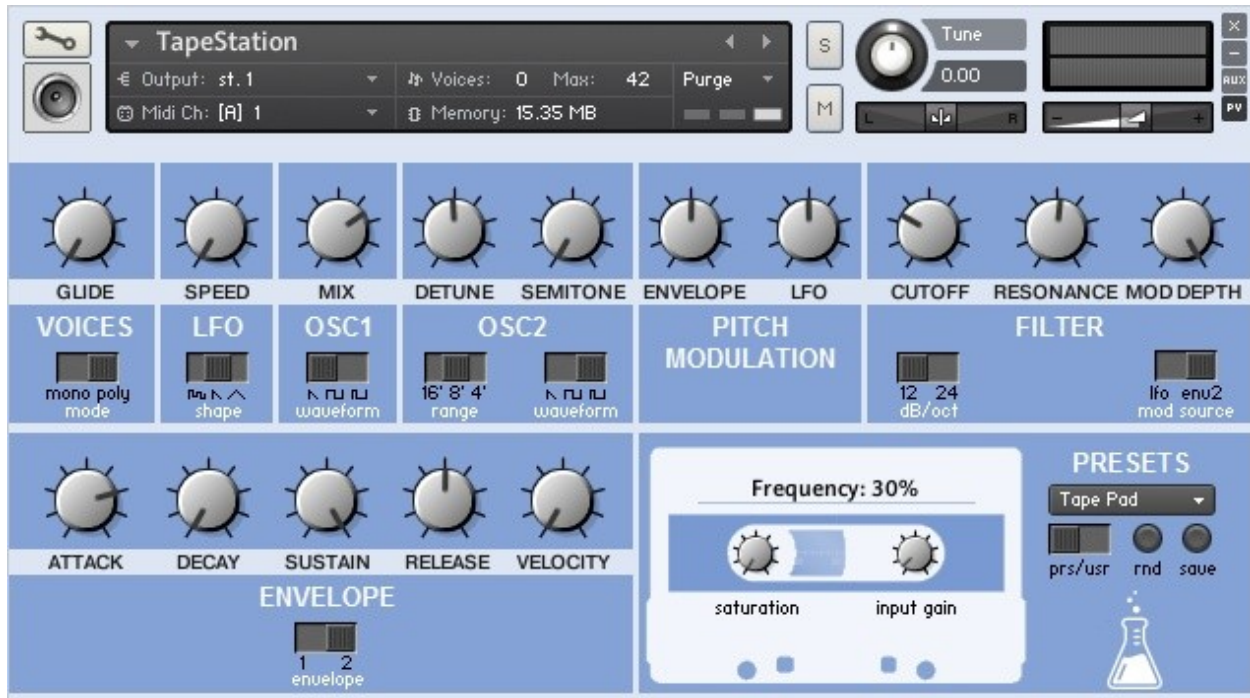 TapeStation
Output: st. 1
Voices: 0 Max: 42
Purge
Midi Ch: [A] 1
Memory: 15.35 MB
S
M
Tune
0.00
L R
- +
×
-
AUX
PV
GLIDE SPEED MIX DETUNE SEMITONE ENVELOPE LFO CUTOFF RESONANCE MOD DEPTH
VOICES LFO OSC1 OSC2 PITCH MODULATION FILTER
mono poly
mode
shape
waveform
16' 8' 4'
range
waveform
12 24
dB/oct
lfo env2
mod source
ATTACK DECAY SUSTAIN RELEASE VELOCITY
ENVELOPE
1 2
envelope
Frequency: 30%
saturation input gain
PRESETS
Tape Pad
prs/usr rnd save